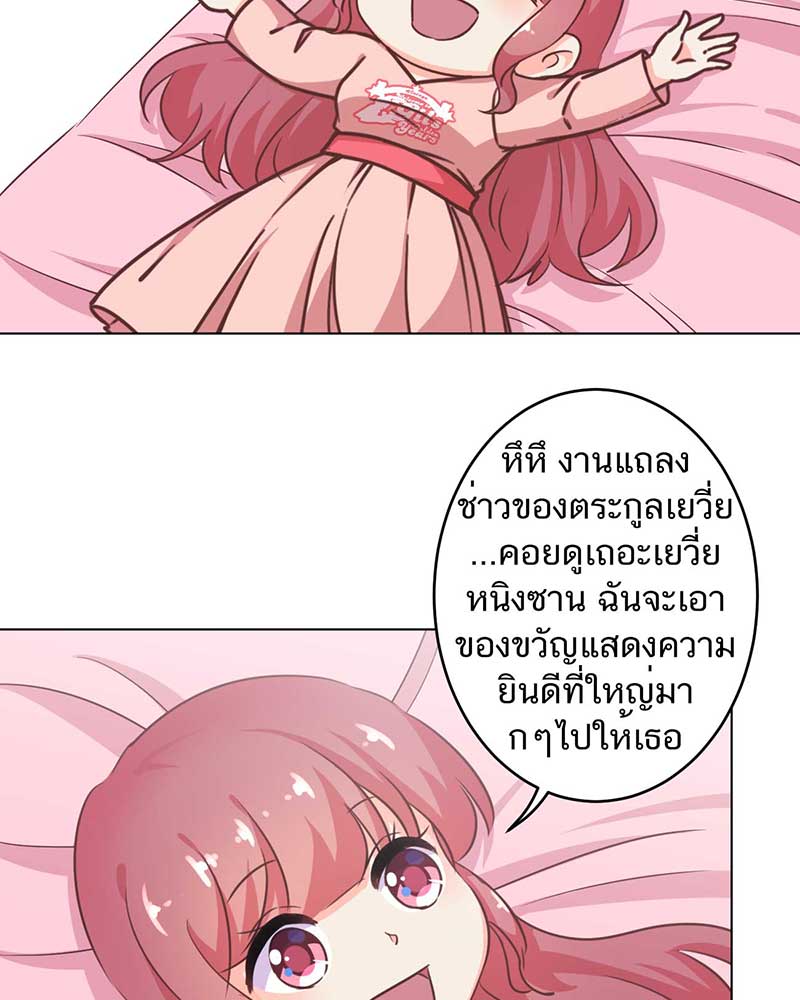 หึหึ งานแถลง
ช่าวของตระกูลเยวี่ย
...คอยดูเถอะเยวี่ย
หนิงซาน ฉันจะเอา
ของขวัญแสดงความ
ยินดีที่ใหญ่มา
กๆไปให้เธอ
Years